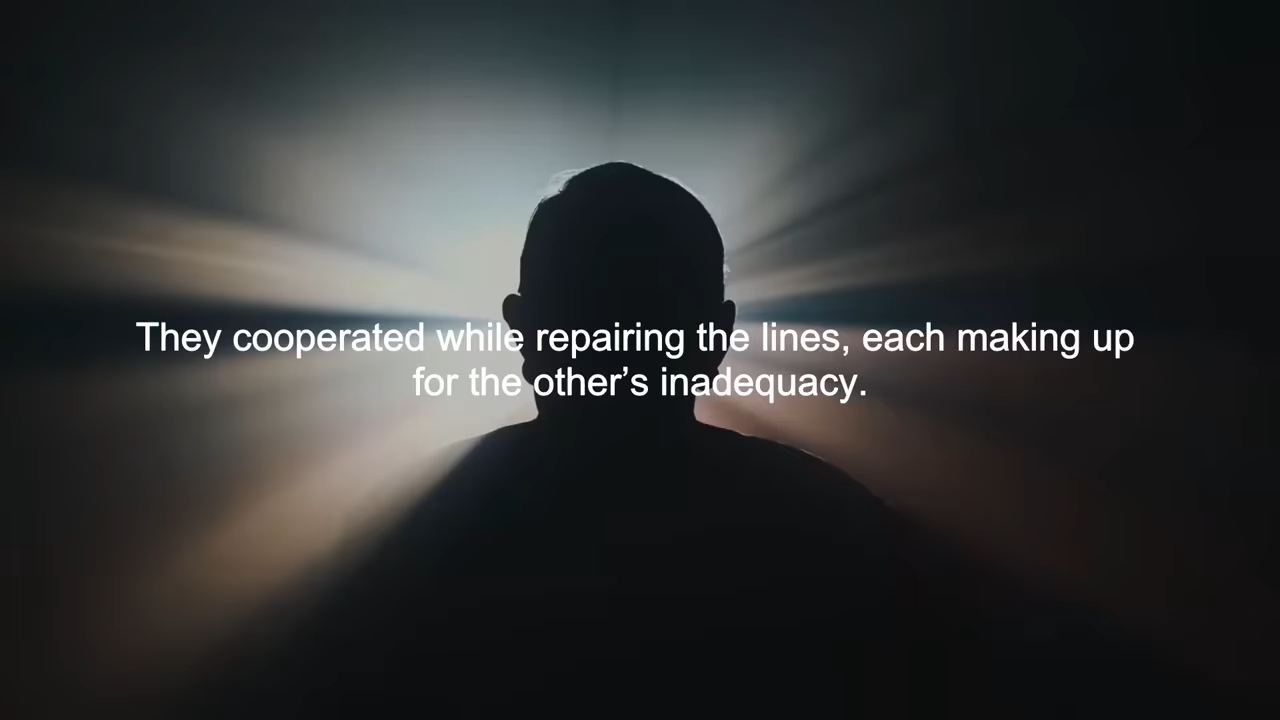 They cooperated while repairing the lines, each making up
for the other’s inadequacy.